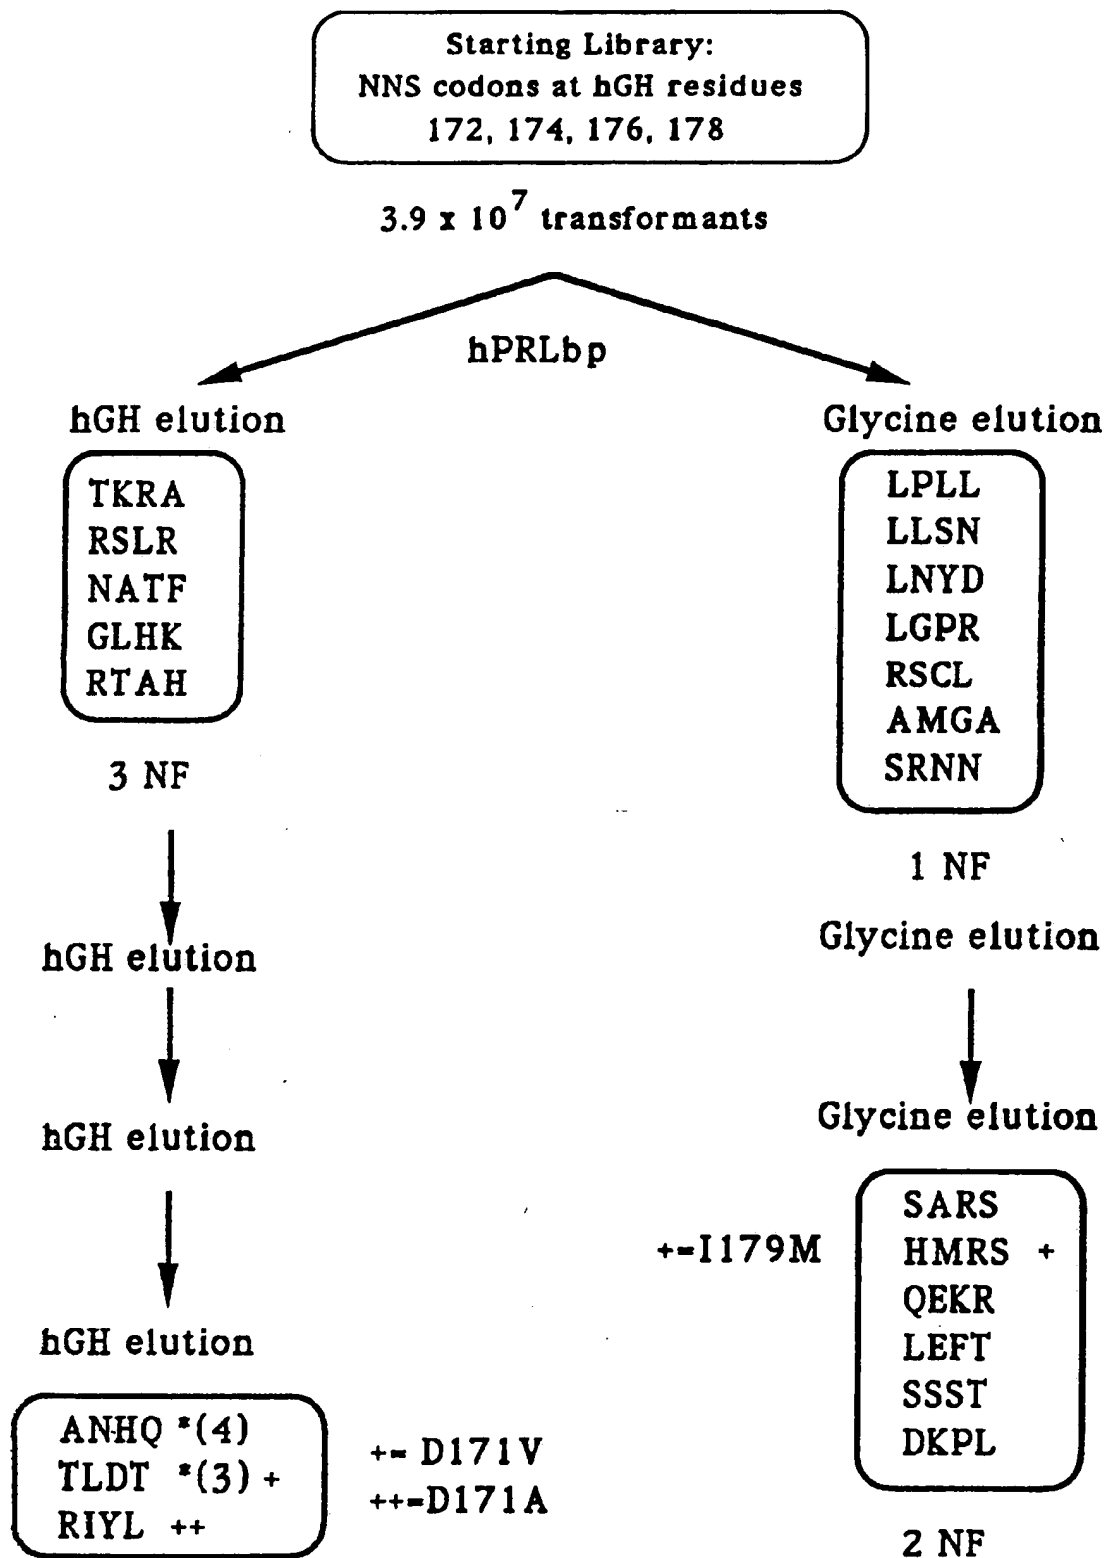 Starting Library:
NNS codons at hGH residues
172, 174, 176, 178
3.9 x 10^7 transformants
hPRLbp
hGH elution
TKRA
RSLR
NATF
GLHK
RTAH
3 NF
hGH elution
hGH elution
hGH elution
ANHQ *(4)
TLDT *(3) +
RIYL ++
+= D171V
++=D171A
Glycine elution
LPLL
LLSN
LNYD
LGPR
RSCL
AMGA
SRNN
1 NF
Glycine elution
Glycine elution
+=I179M
SARS
HMRS +
QEKR
LEFT
SSST
DKPL
2 NF